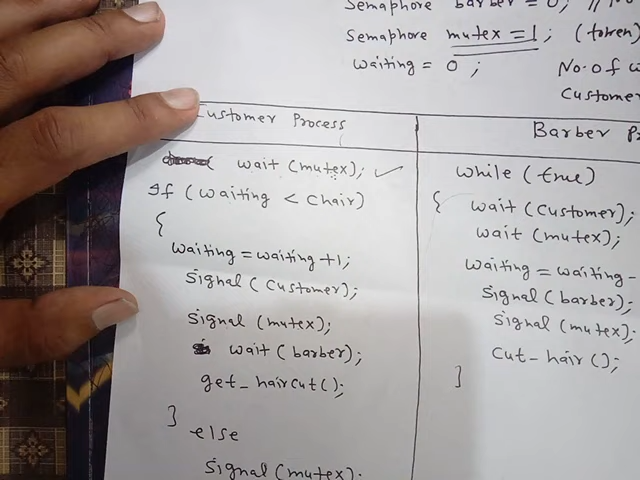 Semaphore barber = 0; //
Semaphore mutex = 1; (token)
Waiting = 0; No. of
Customer
Customer Process
Barber
wait (mutex); ✓
If (waiting < chair)
{
waiting = waiting +1;
Signal (Customer);
Signal (mutex);
wait (barber);
get_haircut();
}
else
Signal (mutex).
while (true)
{ wait (Customer);
wait (mutex);
waiting = waiting -
Signal (barber);
Signal (mutex);
Cut_hair ();
}